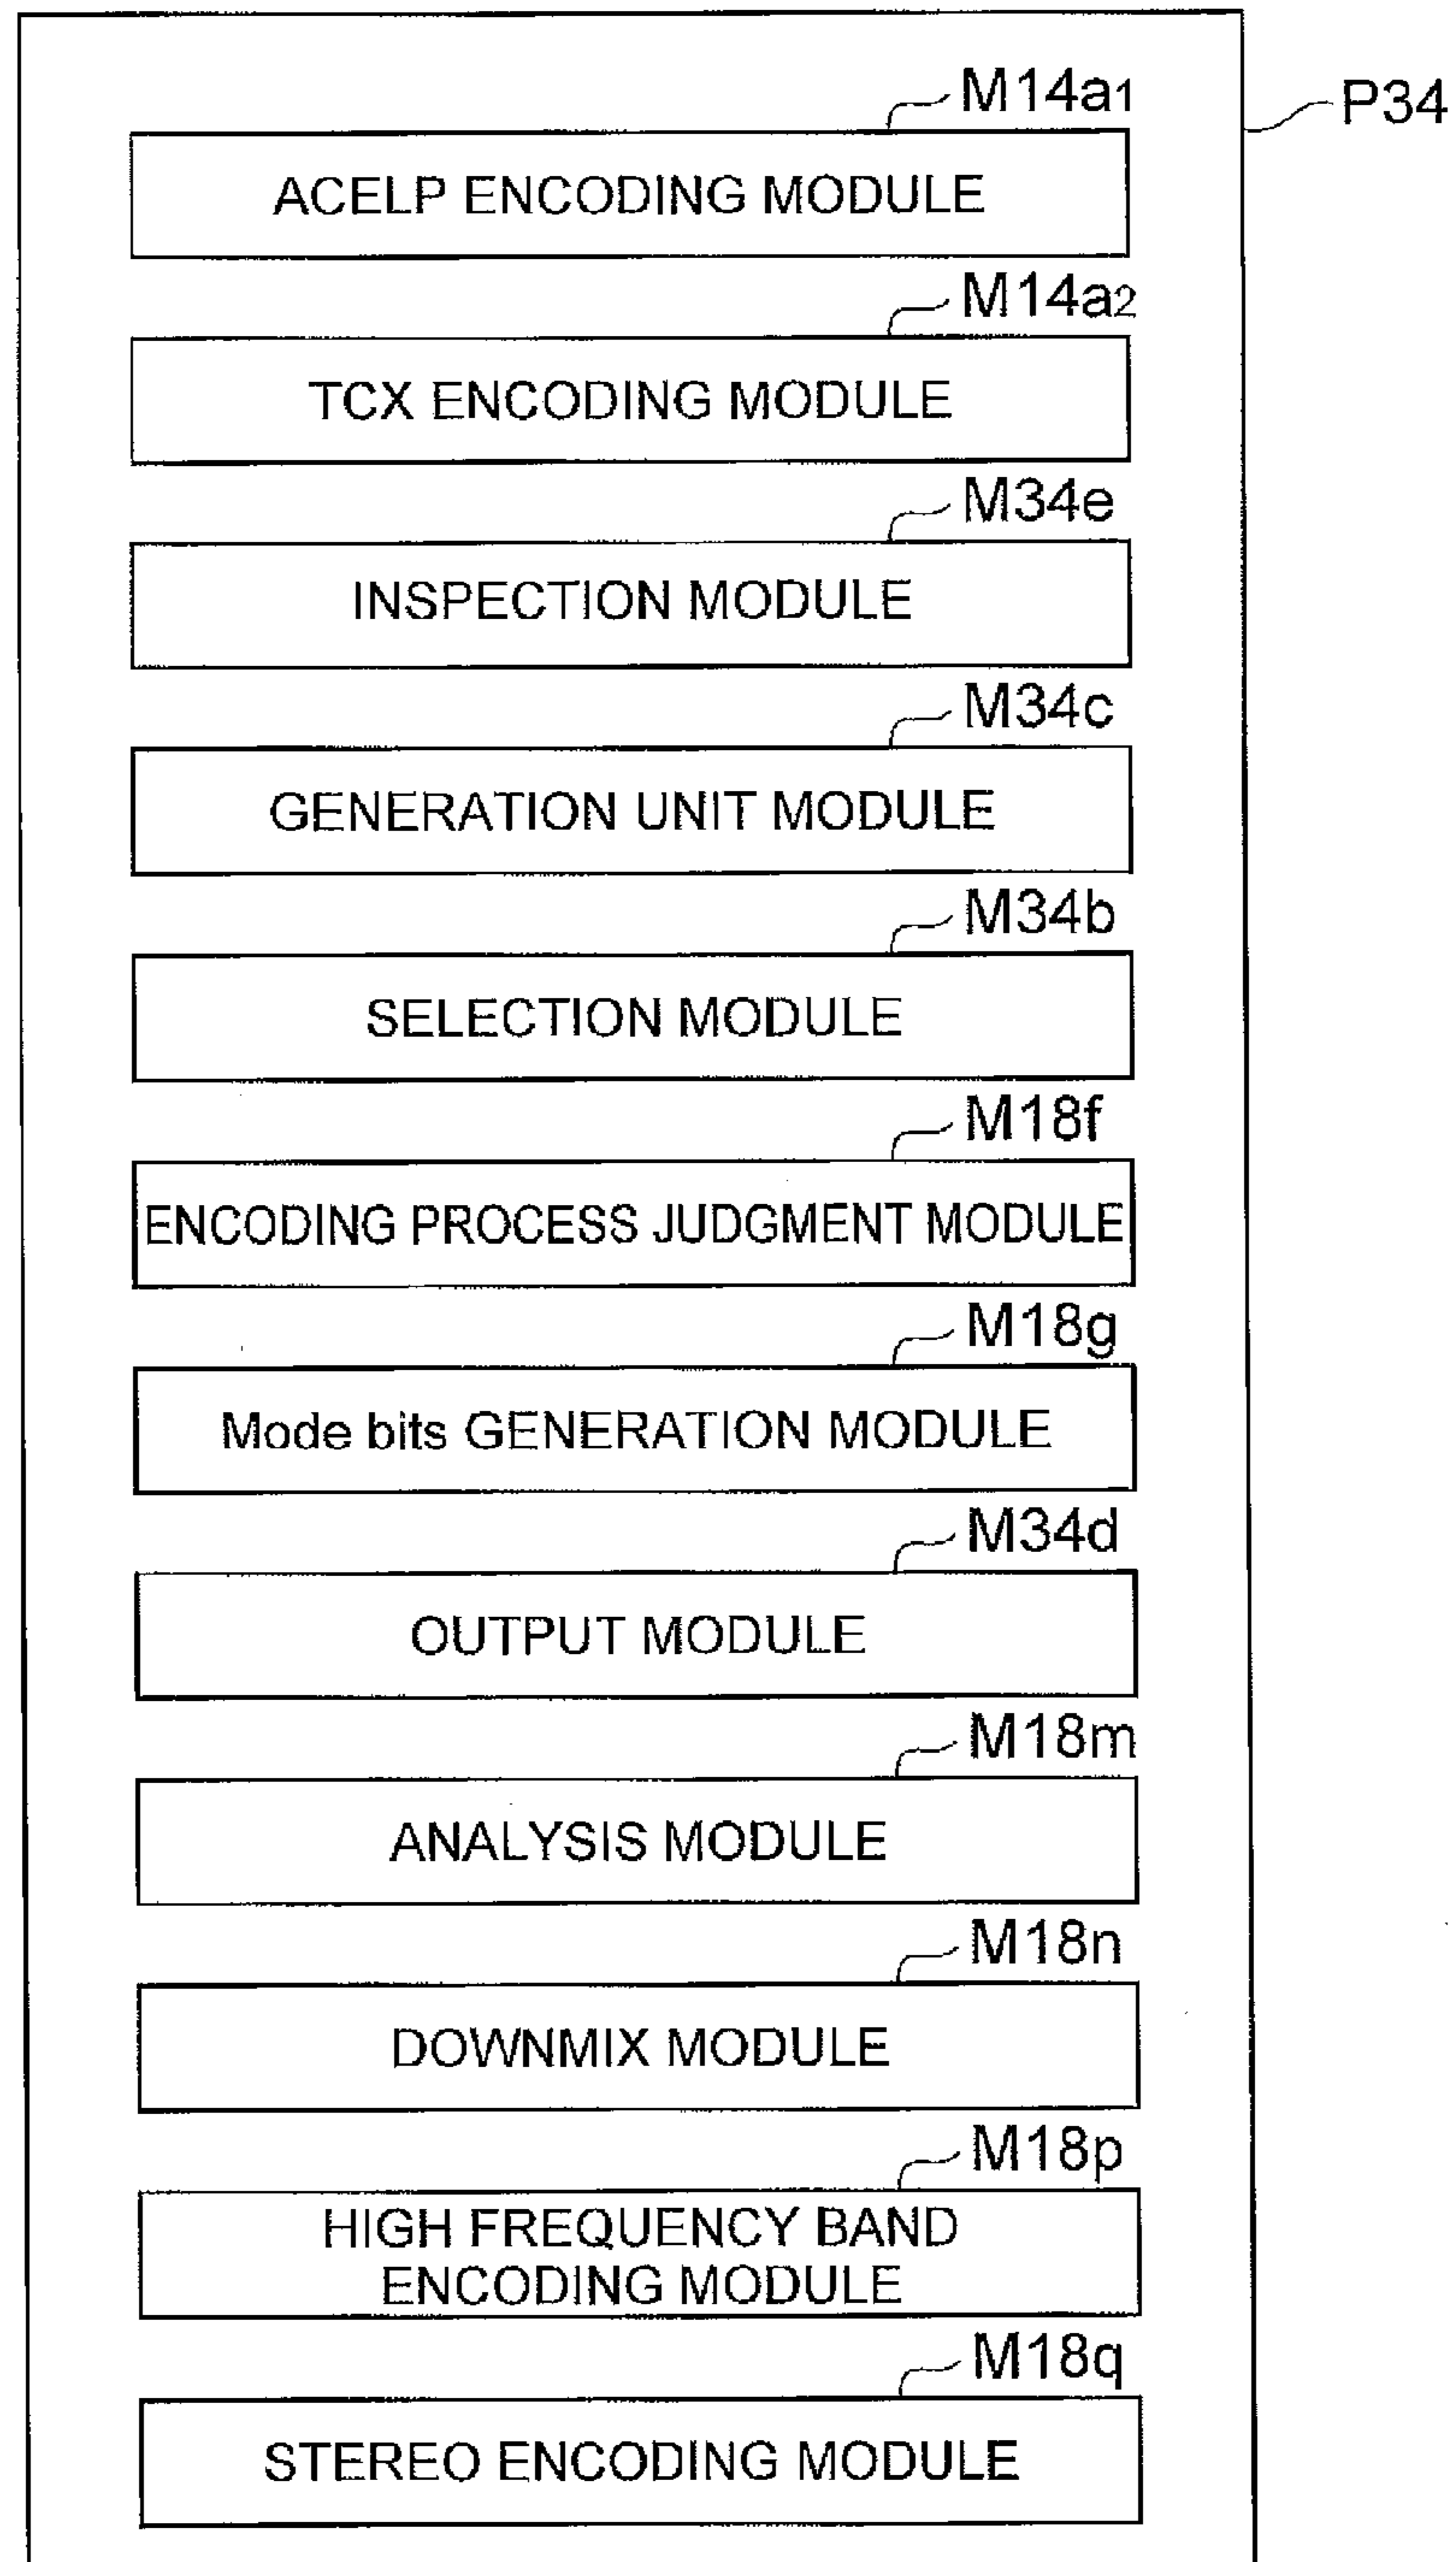 M14a1
P34
ACELP ENCODING MODULE
M14a2
TCX ENCODING MODULE
M34e
INSPECTION MODULE
M34c
GENERATION UNIT MODULE
M34b
SELECTION MODULE
M18f
ENCODING PROCESS JUDGMENT MODULE
M18g
Mode bits GENERATION MODULE
M34d
OUTPUT MODULE
M18m
ANALYSIS MODULE
M18n
DOWNMIX MODULE
M18p
HIGH FREQUENCY BAND
ENCODING MODULE
M18q
STEREO ENCODING MODULE